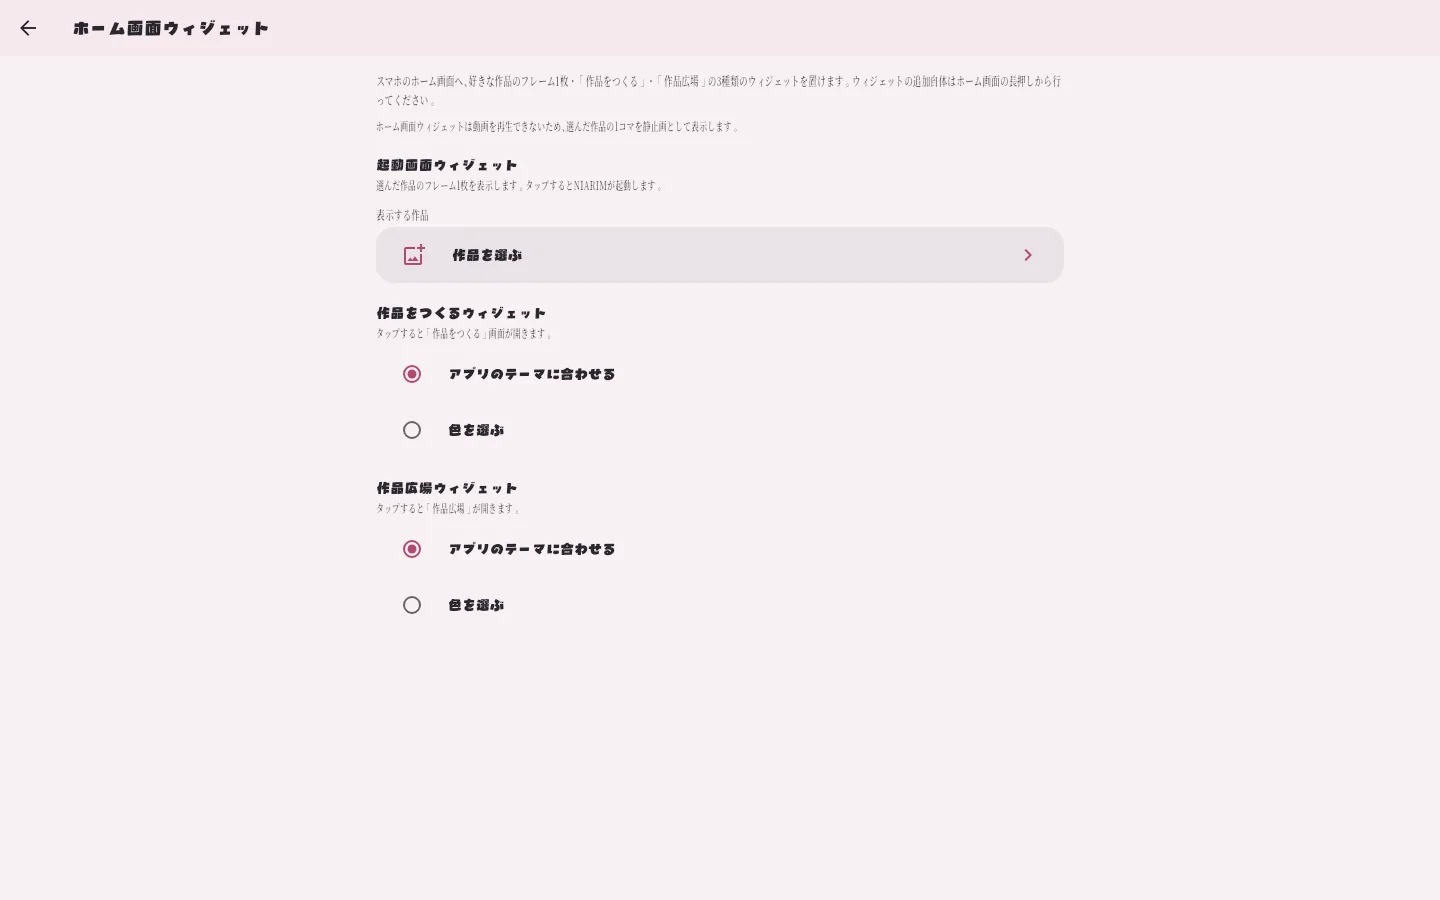 ホーム画面ウィジェット
スマホのホーム画面へ、好きな作品のフレーム1枚・「作品をつくる」・「作品広場」の3種類のウィジェットを置けます。ウィジェットの追加自体はホーム画面の長押しから行
ってください。
ホーム画面ウィジェットは動画を再生できないため、選んだ作品の1コマを静止画として表示します。
起動画面ウィジェット
選んだ作品のフレーム1枚を表示します。タップするとNIARIMが起動します。
表示する作品
作品を選ぶ
作品をつくるウィジェット
タップすると「作品をつくる」画面が開きます。
アプリのテーマに合わせる
色を選ぶ
作品広場ウィジェット
タップすると「作品広場」が開きます。
アプリのテーマに合わせる
色を選ぶ